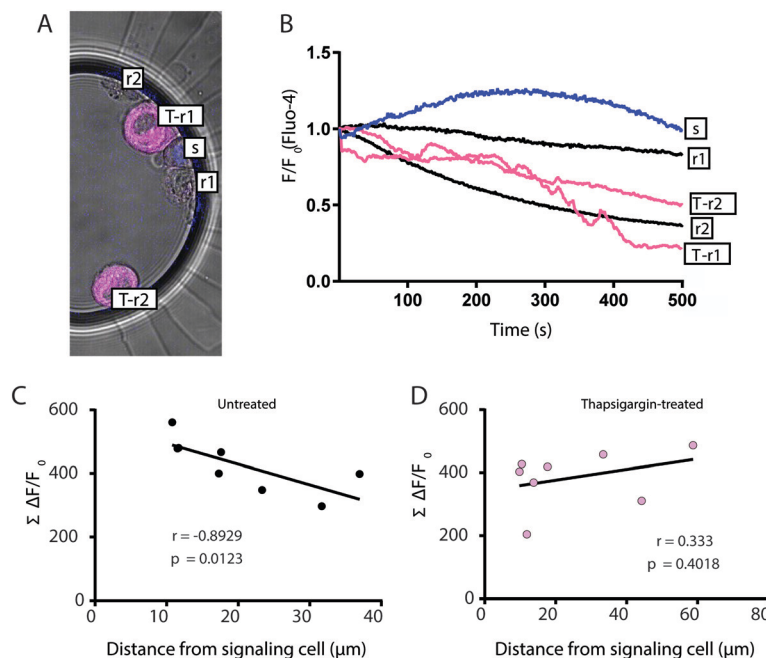 A
r2
T-r1
s
r1
T-r2
B
F/F0(Fluo-4)
1.5
1.0
0.5
0.0
100
200
300
400
500
Time (s)
s
r1
T-r2
r2
T-r1
C
Untreated
Σ ΔF/F0
600
400
200
0
r = -0.8929
p = 0.0123
0
10
20
30
40
Distance from signaling cell (μm)
D
Thapsigargin-treated
Σ ΔF/F0
600
400
200
0
r = 0.333
p = 0.4018
0
20
40
60
80
Distance from signaling cell (μm)